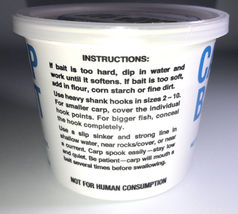 INSTRUCTIONS:
If bait is too hard, dip in water and
work until it softens. If bait is too soft,
add in flour, corn starch or fine dirt.
Use heavy shank hooks in sizes 2 - 10.
For smaller carp, cover the individual
hook points. For bigger fish, conceal
the hook completely.
Use a slip sinker and strong line in
shallow water, near rocks/cover, or near
a current. Carp spook easily—stay low
and quiet. Be patient—carp will mouth a
bait several times before swallowing.
NOT FOR HUMAN CONSUMPTION
P
T
C
B